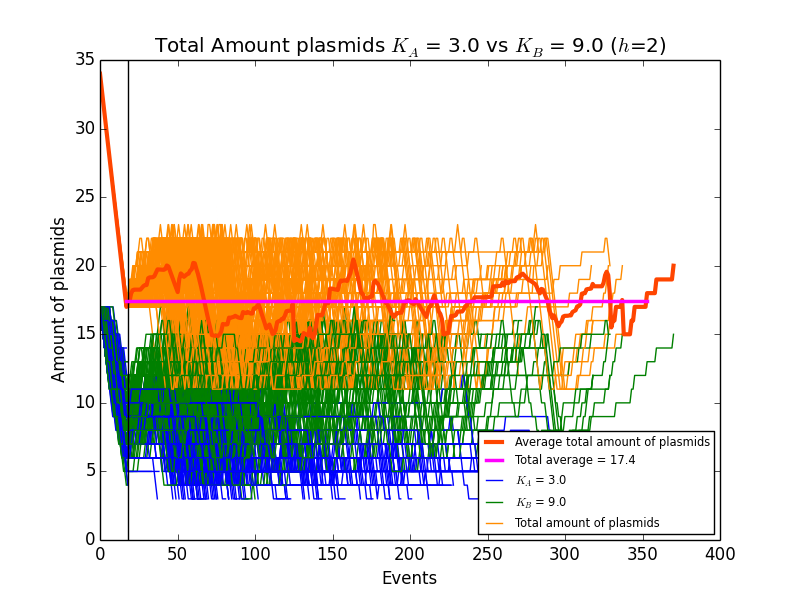 Total Amount plasmids K_A = 3.0 vs K_B = 9.0 (h=2)
35
30
25
20
15
10
5
0
Amount of plasmids
Average total amount of plasmids
Total average = 17.4
K_A = 3.0
K_B = 9.0
Total amount of plasmids
0 50 100 150 200 250 300 350 400
Events